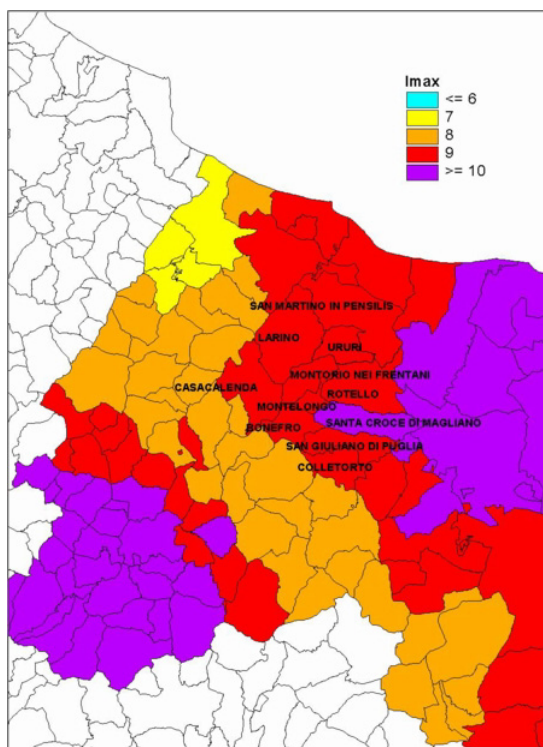 Imax
<= 6
7
8
9
>= 10
SAN MARTINO IN PENSILIS
LARINO
URURI
MONTORIO NEI FRENTANI
CASACALENDA
ROTELLO
MONTELONGO
SANTA CROCE DI MAGLIANO
BONEFRO
SAN GIULIANO DI PUGLIA
COLLETORTO